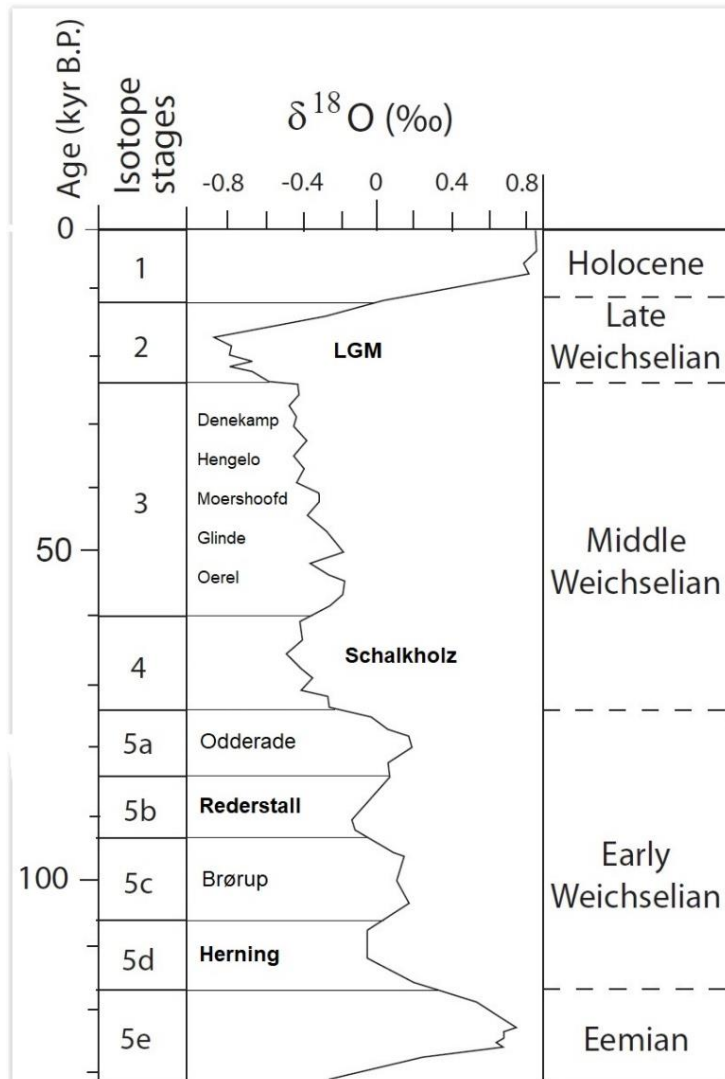 Age (kyr B.P.)
Isotope
stages
δ18O (‰)
-0.8 -0.4 0 0.4 0.8
0
1
Holocene
Late
Weichselian
2
LGM
Denekamp
Hengelo
3
Moershoofd
Glinde
50
Middle
Weichselian
Oerel
4
Schalkholz
5a
Odderade
5b
Rederstall
Early
Weichselian
100
5c
Brørup
5d
Herning
5e
Eemian